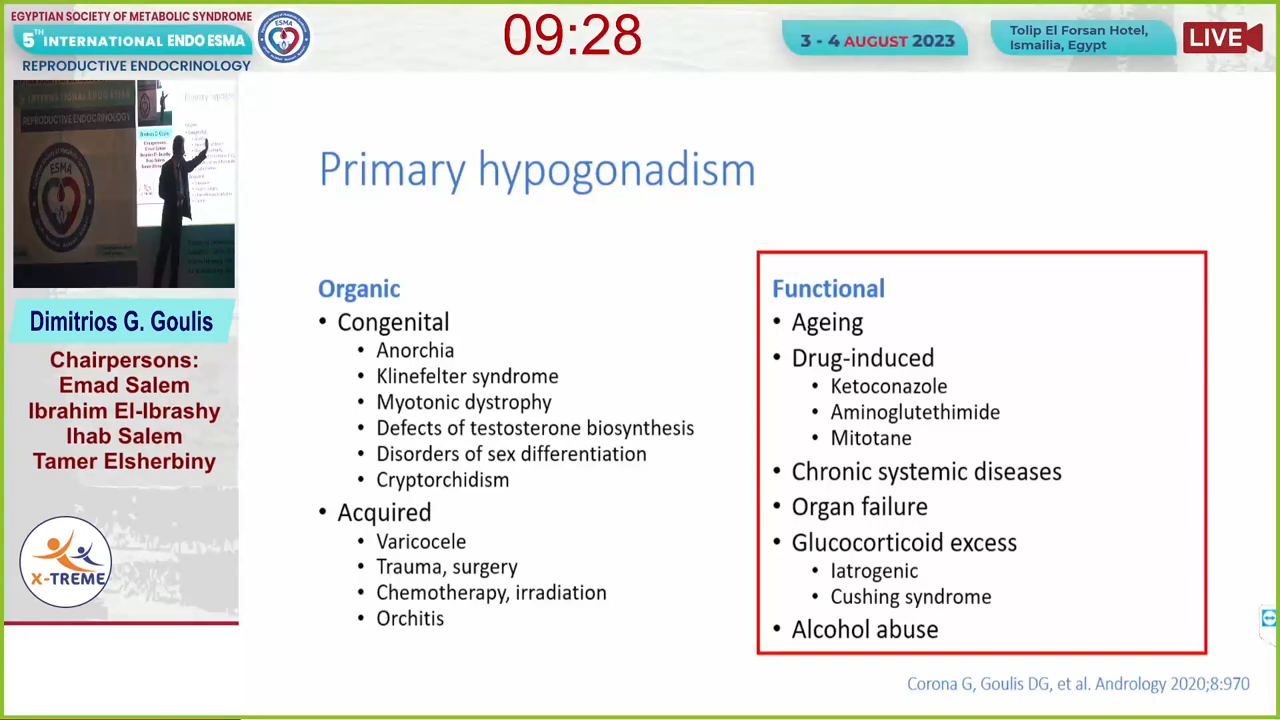 EGYPTIAN SOCIETY OF METABOLIC SYNDROME
5TH INTERNATIONAL ENDO ESMA
REPRODUCTIVE ENDOCRINOLOGY
ESMA
09:28
3 - 4 AUGUST 2023
Tolip El Forsan Hotel,
Ismailia, Egypt
LIVE
REPRODUCTIVE ENDOCRINOLOGY
ESMA
Dimitrios G. Goulis
Chairpersons:
Emad Salem
Ibrahim El-Ibrashy
Ihab Salem
Tamer Elsherbiny
X-TREME
Primary hypogonadism
Organic
• Congenital
• Anorchia
• Klinefelter syndrome
• Myotonic dystrophy
• Defects of testosterone biosynthesis
• Disorders of sex differentiation
• Cryptorchidism
• Acquired
• Varicocele
• Trauma, surgery
• Chemotherapy, irradiation
• Orchitis
Functional
• Ageing
• Drug-induced
• Ketoconazole
• Aminoglutethimide
• Mitotane
• Chronic systemic diseases
• Organ failure
• Glucocorticoid excess
• Iatrogenic
• Cushing syndrome
• Alcohol abuse
Corona G, Goulis DG, et al. Andrology 2020;8:970